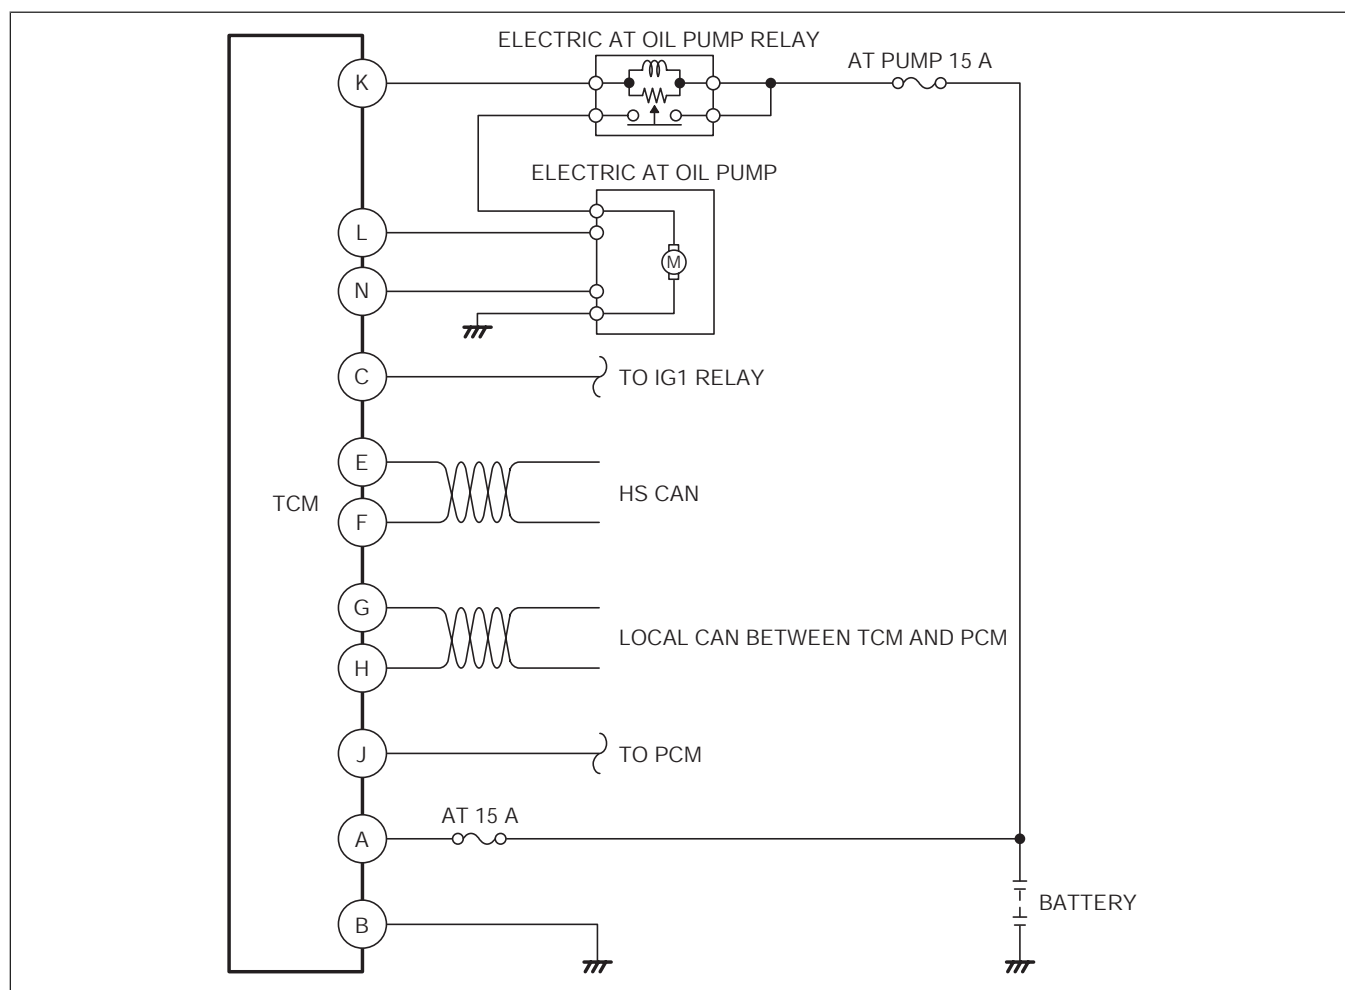 ELECTRIC AT OIL PUMP RELAY
AT PUMP 15 A
K
ELECTRIC AT OIL PUMP
L
M
N
C
TO IG1 RELAY
E
HS CAN
TCM
F
G
LOCAL CAN BETWEEN TCM AND PCM
H
J
TO PCM
AT 15 A
A
BATTERY
B